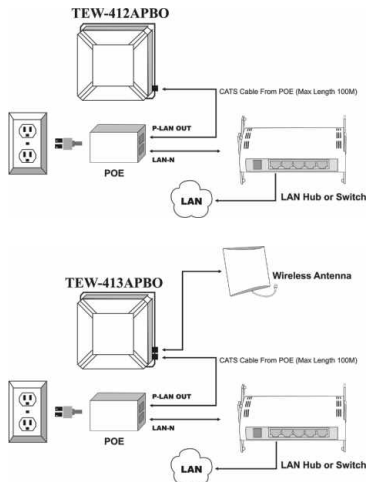 TEW-412APBO
CAT5 Cable From POE (Max Length 100M)
P-LAN OUT
LAN-N
POE
LAN
LAN Hub or Switch
TEW-413APBO
Wireless Antenna
CAT5 Cable From POE (Max Length 100M)
P-LAN OUT
LAN-N
POE
LAN
LAN Hub or Switch